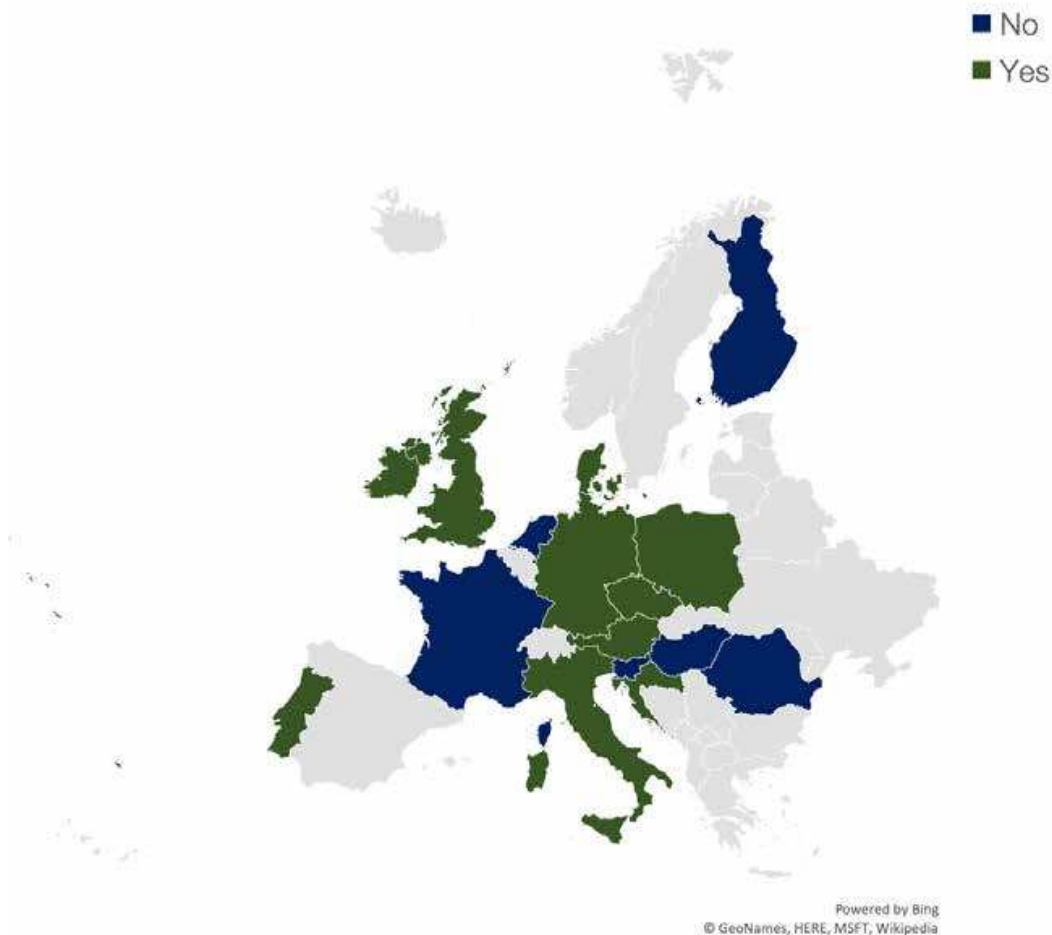 No
Yes
Powered by Bing
© GeoNames, HERE, MSFT, Wikipedia